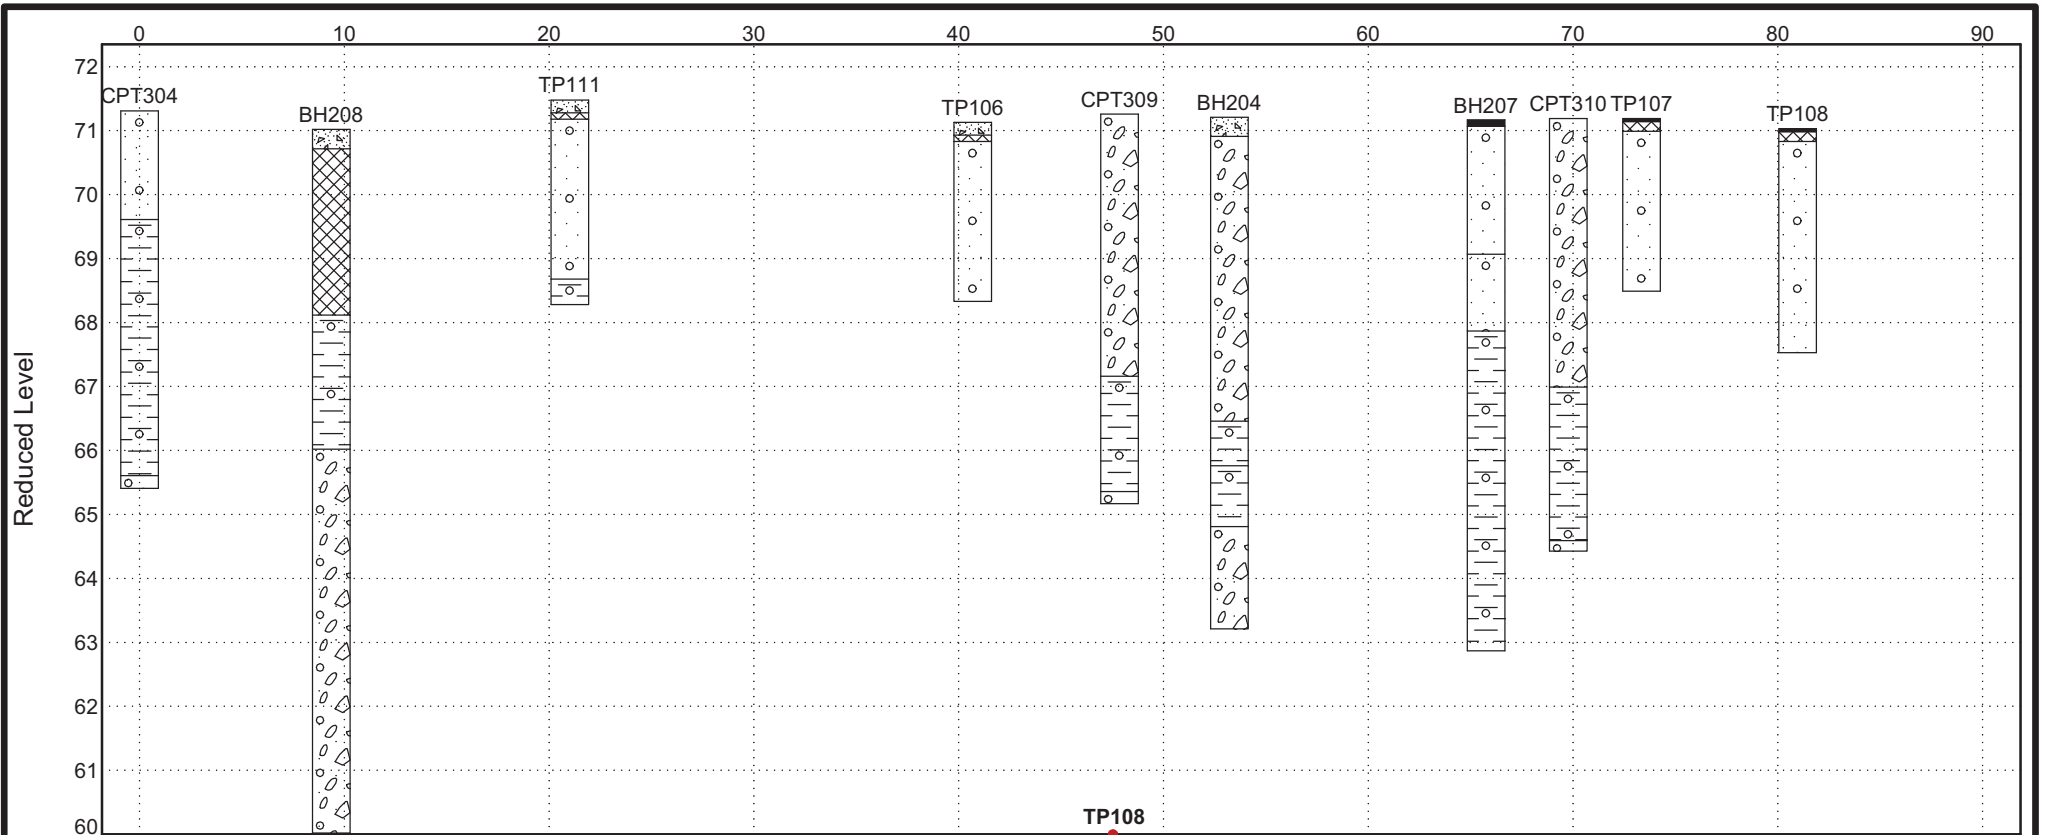 0 10 20 30 40 50 60 70 80 90
72
CPT304
BH208
TP111
TP106
CPT309
BH204
BH207
CPT310
TP107
TP108
71
70
69
68
67
66
65
64
63
62
61
60
Reduced Level
TP108